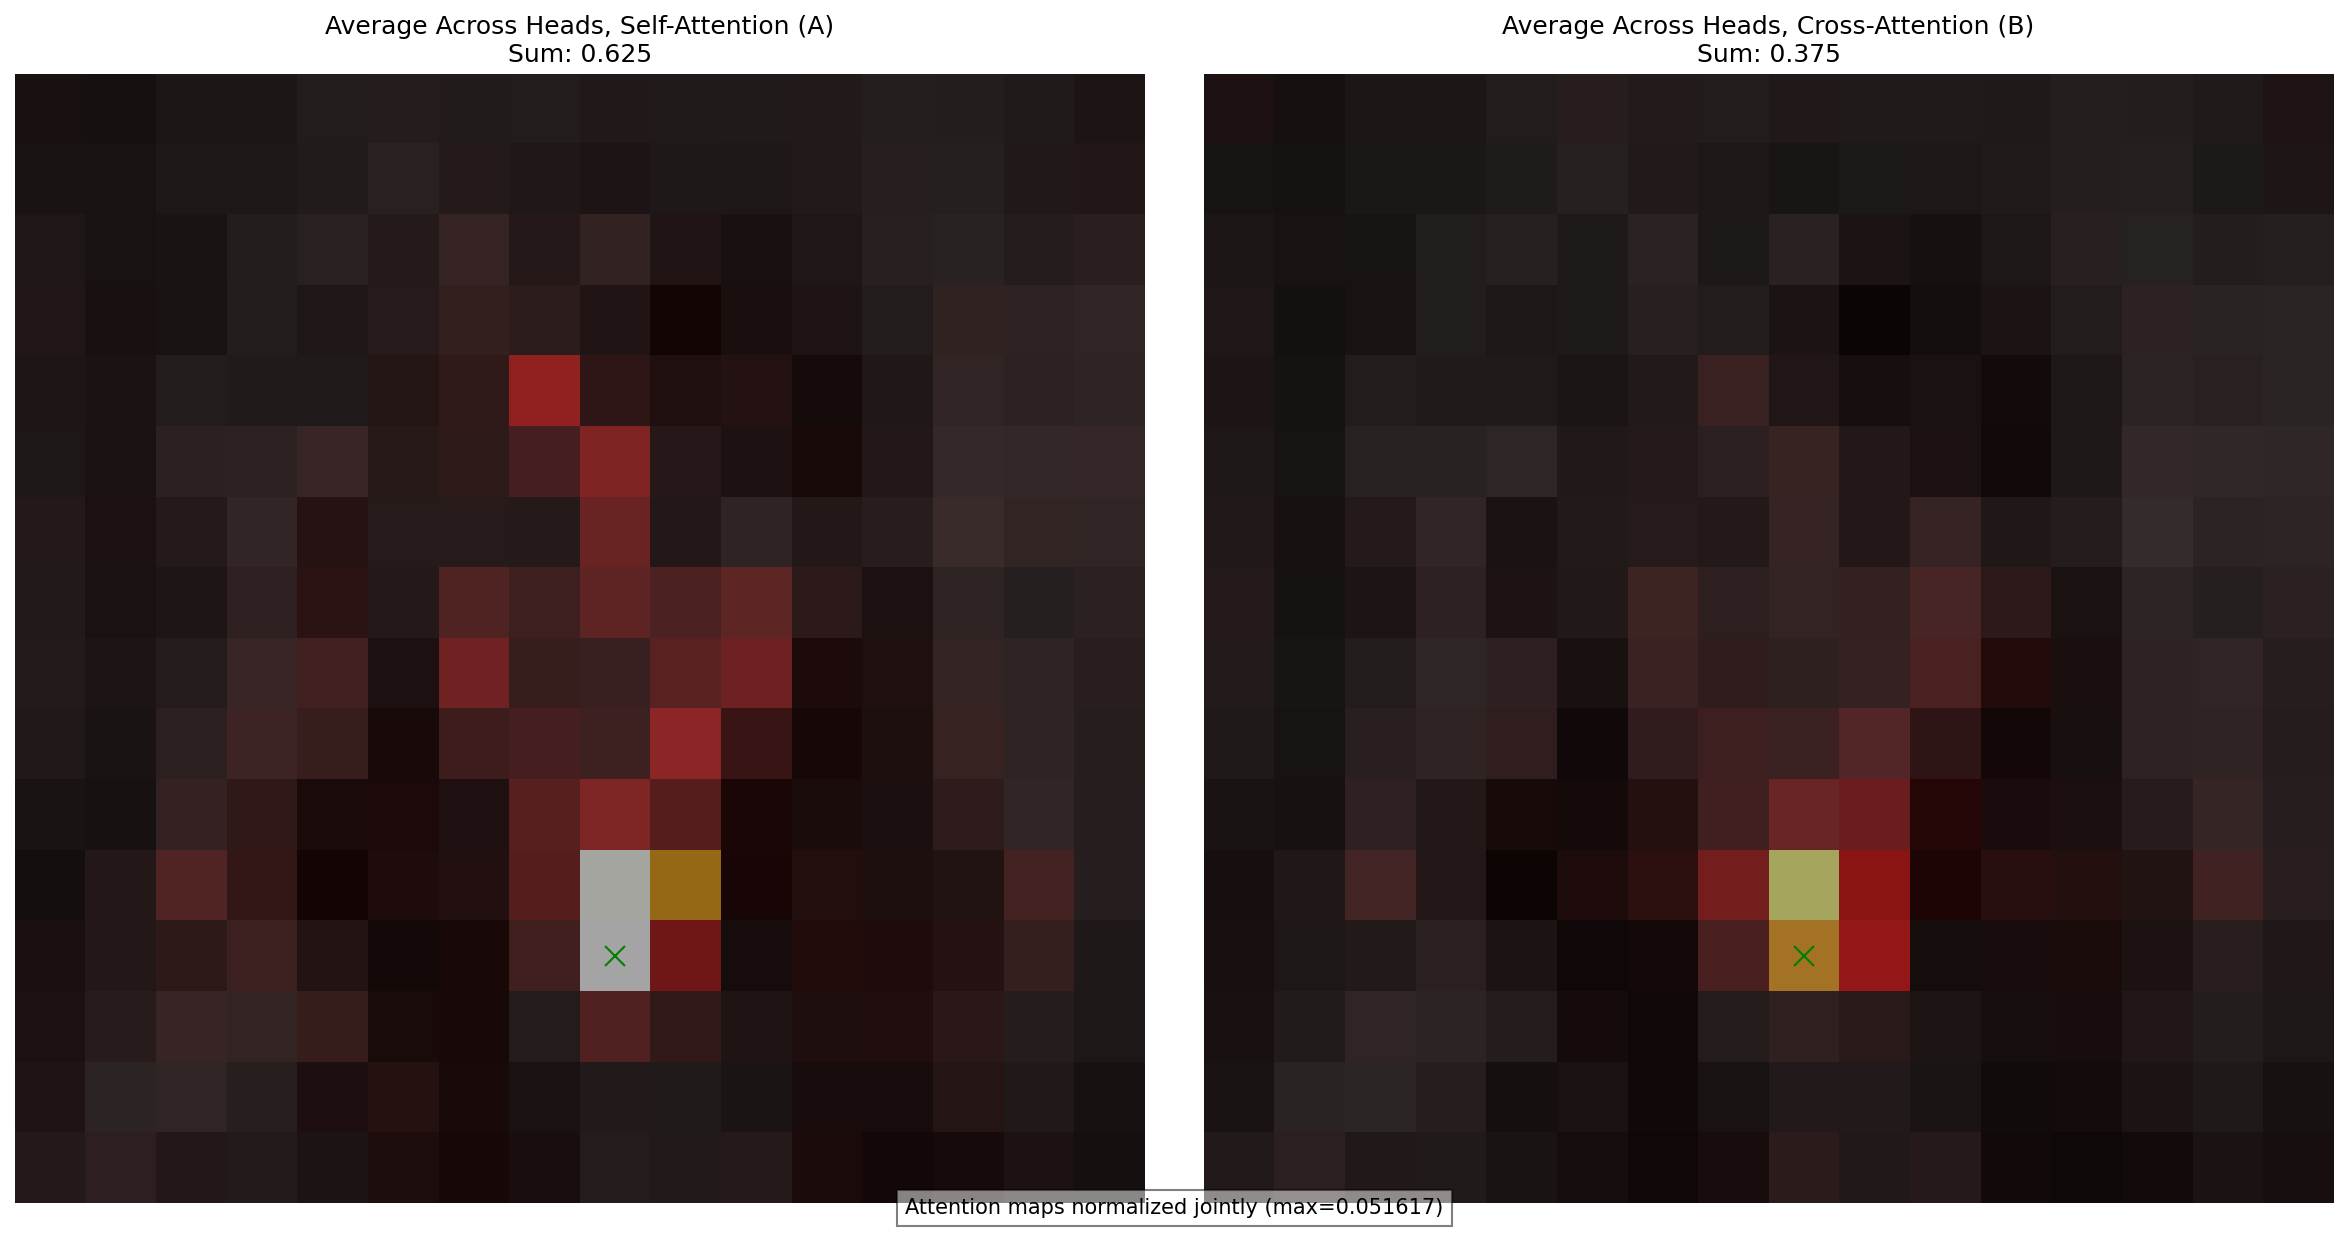 Average Across Heads, Self-Attention (A)
Sum: 0.625
Average Across Heads, Cross-Attention (B)
Sum: 0.375
Attention maps normalized jointly (max=0.051617)